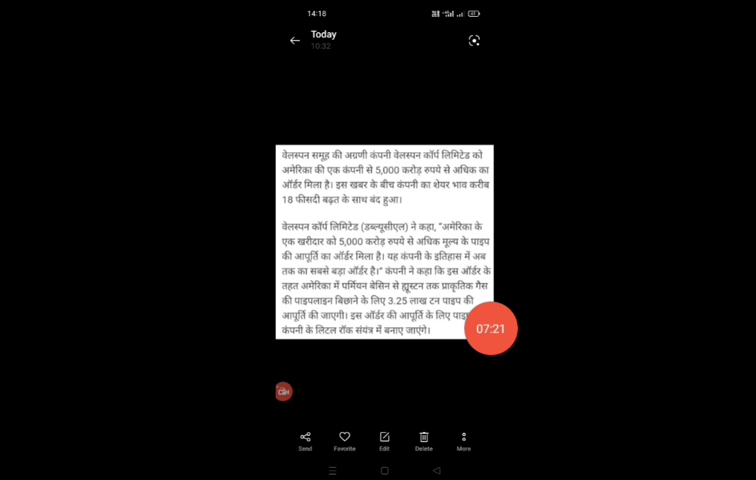 14:18
Today
10:32
वेलस्पन समूह की अग्रणी कंपनी वेलस्पन कॉर्प लिमिटेड को
अमेरिका की एक कंपनी से 5,000 करोड़ रुपये से अधिक का
ऑर्डर मिला है। इस खबर के बीच कंपनी का शेयर भाव करीब
18 फीसदी बढ़त के साथ बंद हुआ।
वेलस्पन कॉर्प लिमिटेड (डब्ल्यूसीएल) ने कहा, "अमेरिका के
एक खरीदार को 5,000 करोड़ रुपये से अधिक मूल्य के पाइप
की आपूर्ति का ऑर्डर मिला है। यह कंपनी के इतिहास में अब
तक का सबसे बड़ा ऑर्डर है।" कंपनी ने कहा कि इस ऑर्डर के
तहत अमेरिका में पर्मियन बेसिन से ह्यूस्टन तक प्राकृतिक गैस
की पाइपलाइन बिछाने के लिए 3.25 लाख टन पाइप की
आपूर्ति की जाएगी। इस ऑर्डर की आपूर्ति के लिए
कंपनी के लिटल रॉक संयंत्र में बनाए जाएंगे।
07:21
Send
Favorite
Edit
Delete
More